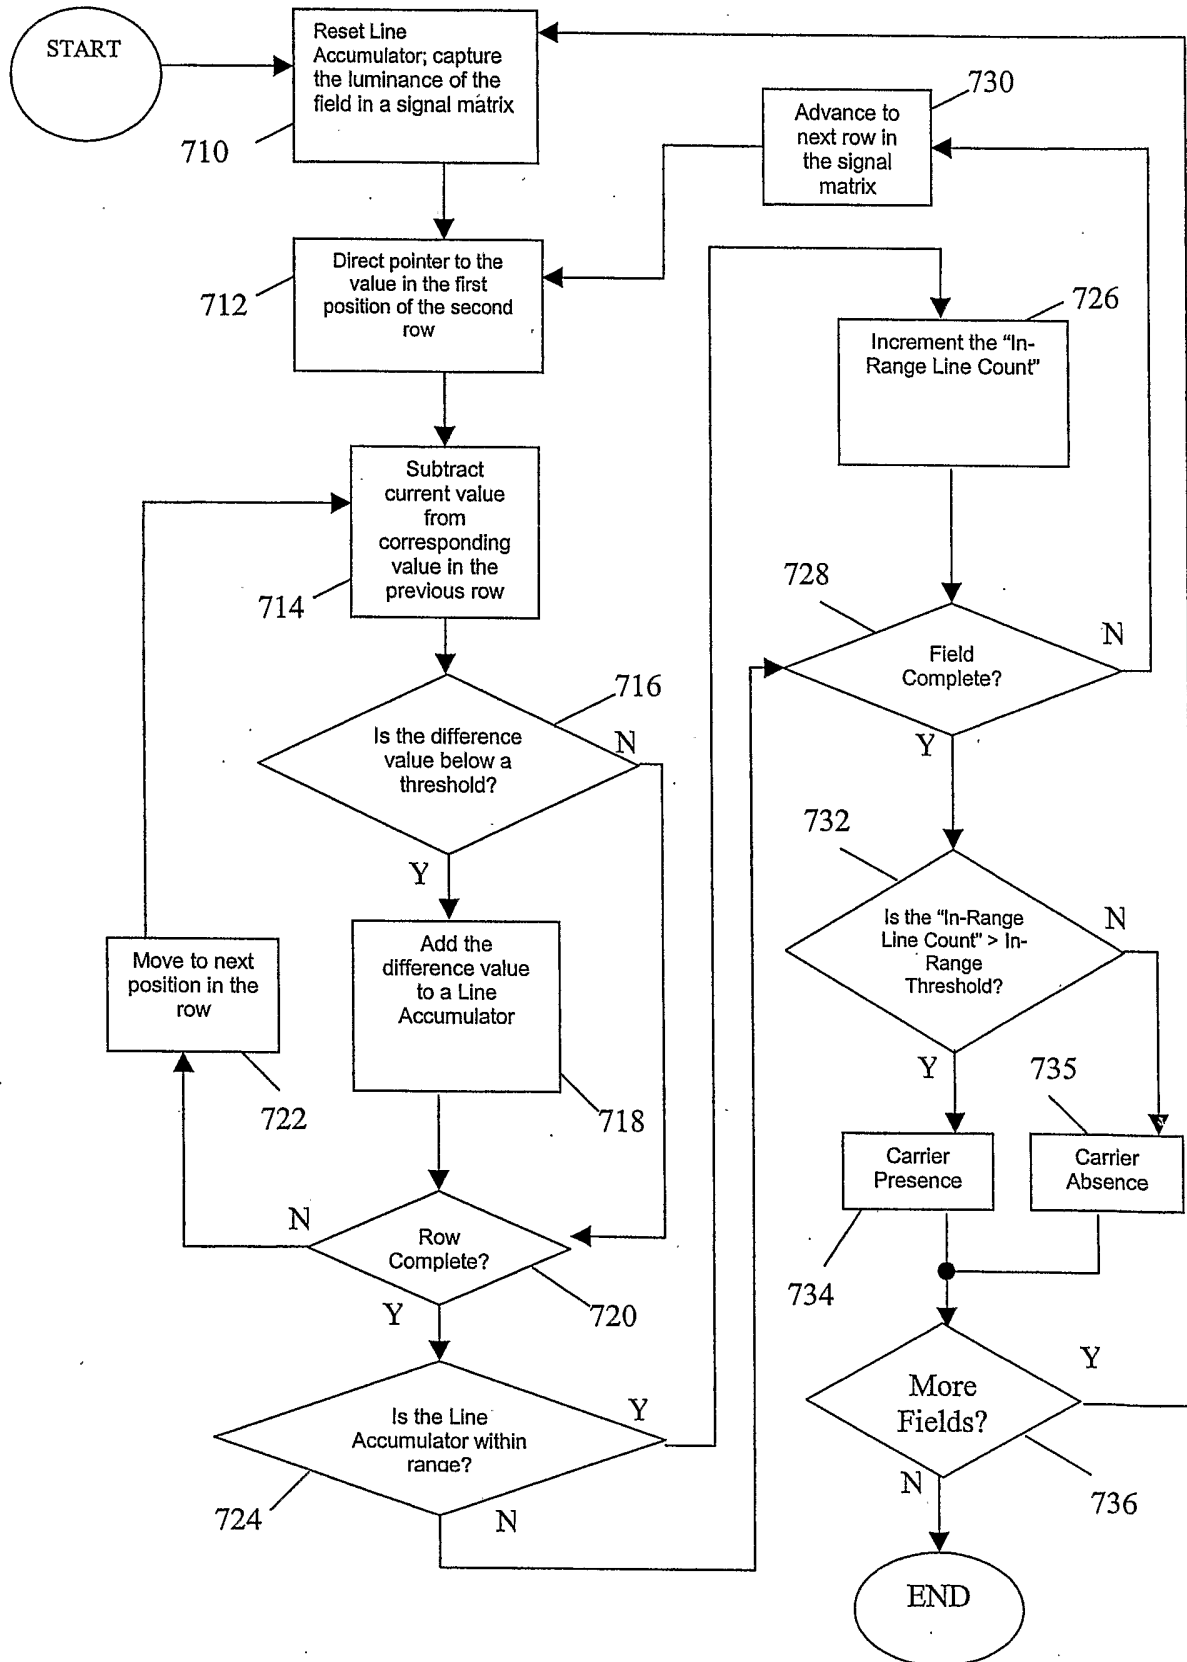 START
Reset Line
Accumulator; capture
the luminance of the
field in a signal matrix
710
730
Advance to
next row in
the signal
matrix
Direct pointer to the
value in the first
position of the second
row
712
726
Increment the “In-
Range Line Count”
Subtract
current value
from
corresponding
value in the
previous row
714
728
Field
Complete?
N
Y
716
Is the difference
value below a
threshold?
N
Y
732
Is the “In-Range
Line Count” > In-
Range
Threshold?
N
Y
Add the
difference value
to a Line
Accumulator
718
Move to next
position in the
row
722
735
Carrier
Presence
734
Carrier
Absence
Row
Complete?
N
Y
720
Is the Line
Accumulator within
range?
Y
N
724
More
Fields?
Y
N
736
END